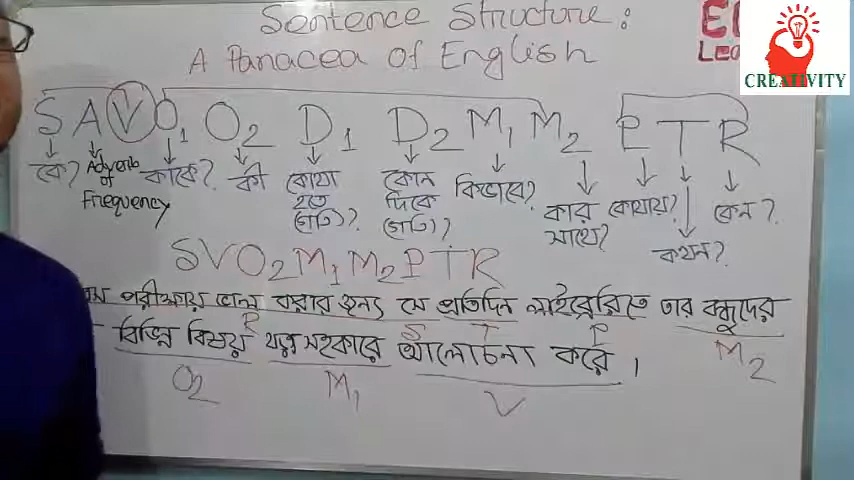 Sentence Structure:
A Panacea of English
CREATIVITY
S A V O1 O2 D1 D2 M1 M2 P T R
কে? Adverb of Frequency কাকে? কী কোথা হতে (গতি)? কোন দিকে (গতি)? কিভাবে? কার সাথে? কোথায়? কখন? কেন?
SVO2M1M2PTR
পরীক্ষায় ভাল করার জন্য সে প্রতিদিন লাইব্রেরিতে তার বন্ধুদের
R S T P M2
বিভিন্ন বিষয় যত্ন সহকারে আলোচনা করে।
O2 M1 V